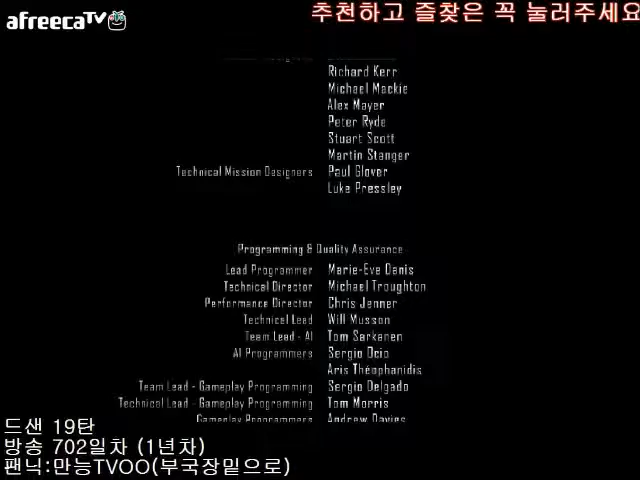 afreecaTV
추천하고 즐찾은 꼭 눌러주세요
Richard Kerr
Michael Mackie
Alex Mayer
Peter Ryde
Stuart Scott
Martin Stanger
Technical Mission Designers Paul Glover
Luke Pressley
Programming & Quality Assurance
Lead Programmer Marie-Eve Danis
Technical Director Michael Troughton
Performance Director Chris Jenner
Technical Lead Will Musson
Team Lead - AI Tom Sarkanen
AI Programmers Sergio Ocio
Aris Théophanidis
Team Lead - Gameplay Programming Sergio Delgado
Technical Lead - Gameplay Programming Tom Morris
Gameplay Programmers Andrew Davies
드샌 19탄
방송 702일차 (1년차)
팬닉:만능TVOO(부국장밑으로)